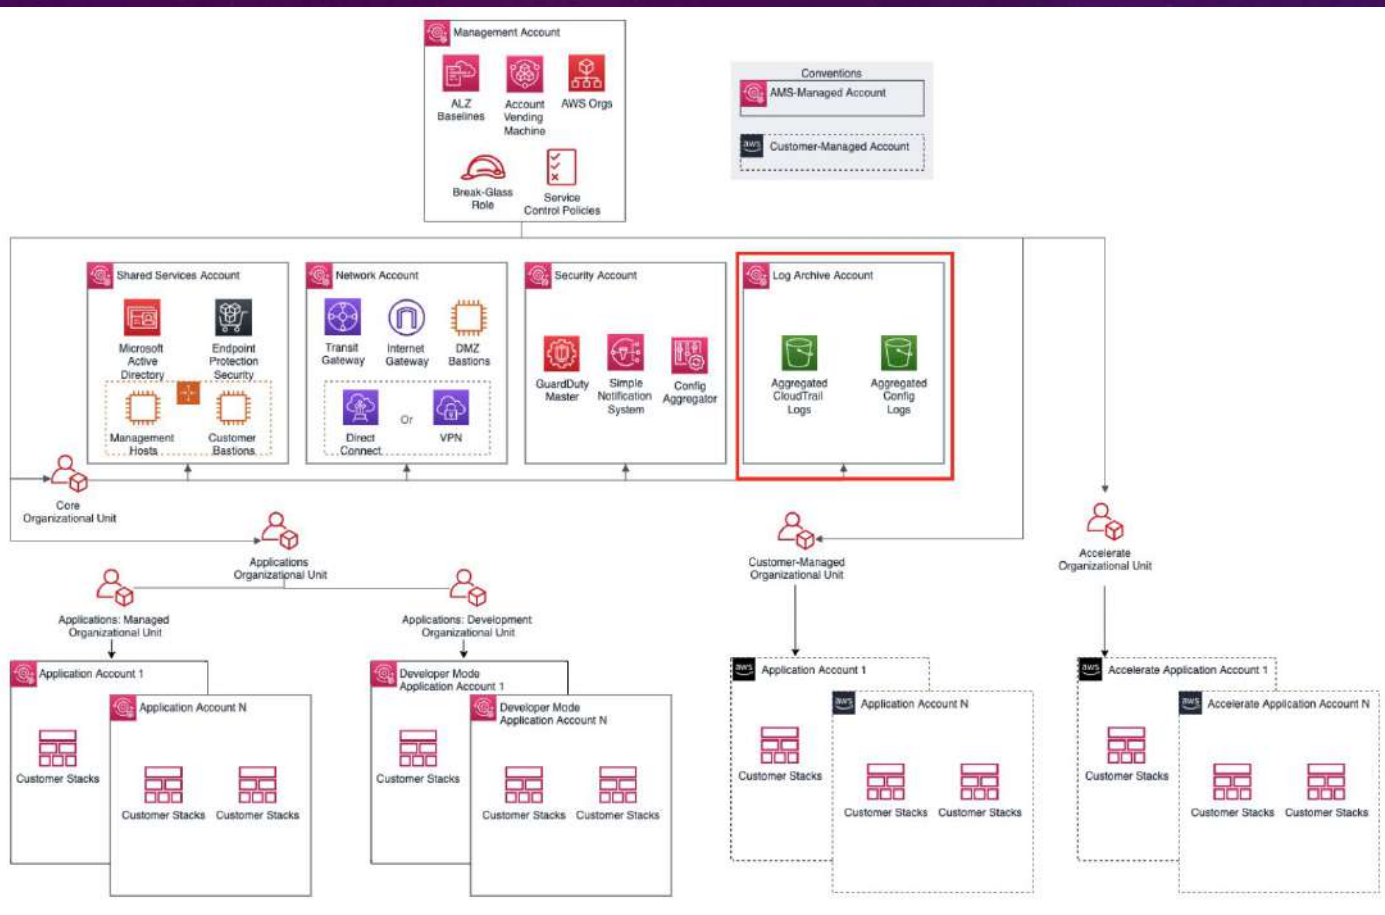 Management Account
ALZ
Baselines
Account
Vending
Machine
AWS Orgs
Break-Glass
Role
Service
Control Policies
Conventions
AMS-Managed Account
aws
Customer-Managed Account
Shared Services Account
Microsoft
Active
Directory
Endpoint
Protection
Security
Management
Hosts
Customer
Bastions
Network Account
Transit
Gateway
Internet
Gateway
DMZ
Bastions
Direct
Connect
Or
VPN
Security Account
GuardDuty
Master
Simple
Notification
System
Config
Aggregator
Log Archive Account
Aggregated
CloudTrail
Logs
Aggregated
Config
Logs
Core
Organizational Unit
Applications
Organizational Unit
Customer-Managed
Organizational Unit
Accelerate
Organizational Unit
Applications: Managed
Organizational Unit
Applications: Development
Organizational Unit
Application Account 1
Customer Stacks
Application Account N
Customer Stacks
Customer Stacks
Developer Mode
Application Account 1
Customer Stacks
Developer Mode
Application Account N
Customer Stacks
Customer Stacks
aws
Application Account 1
Customer Stacks
aws
Application Account N
Customer Stacks
Customer Stacks
aws
Accelerate Application Account 1
Customer Stacks
aws
Accelerate Application Account N
Customer Stacks
Customer Stacks